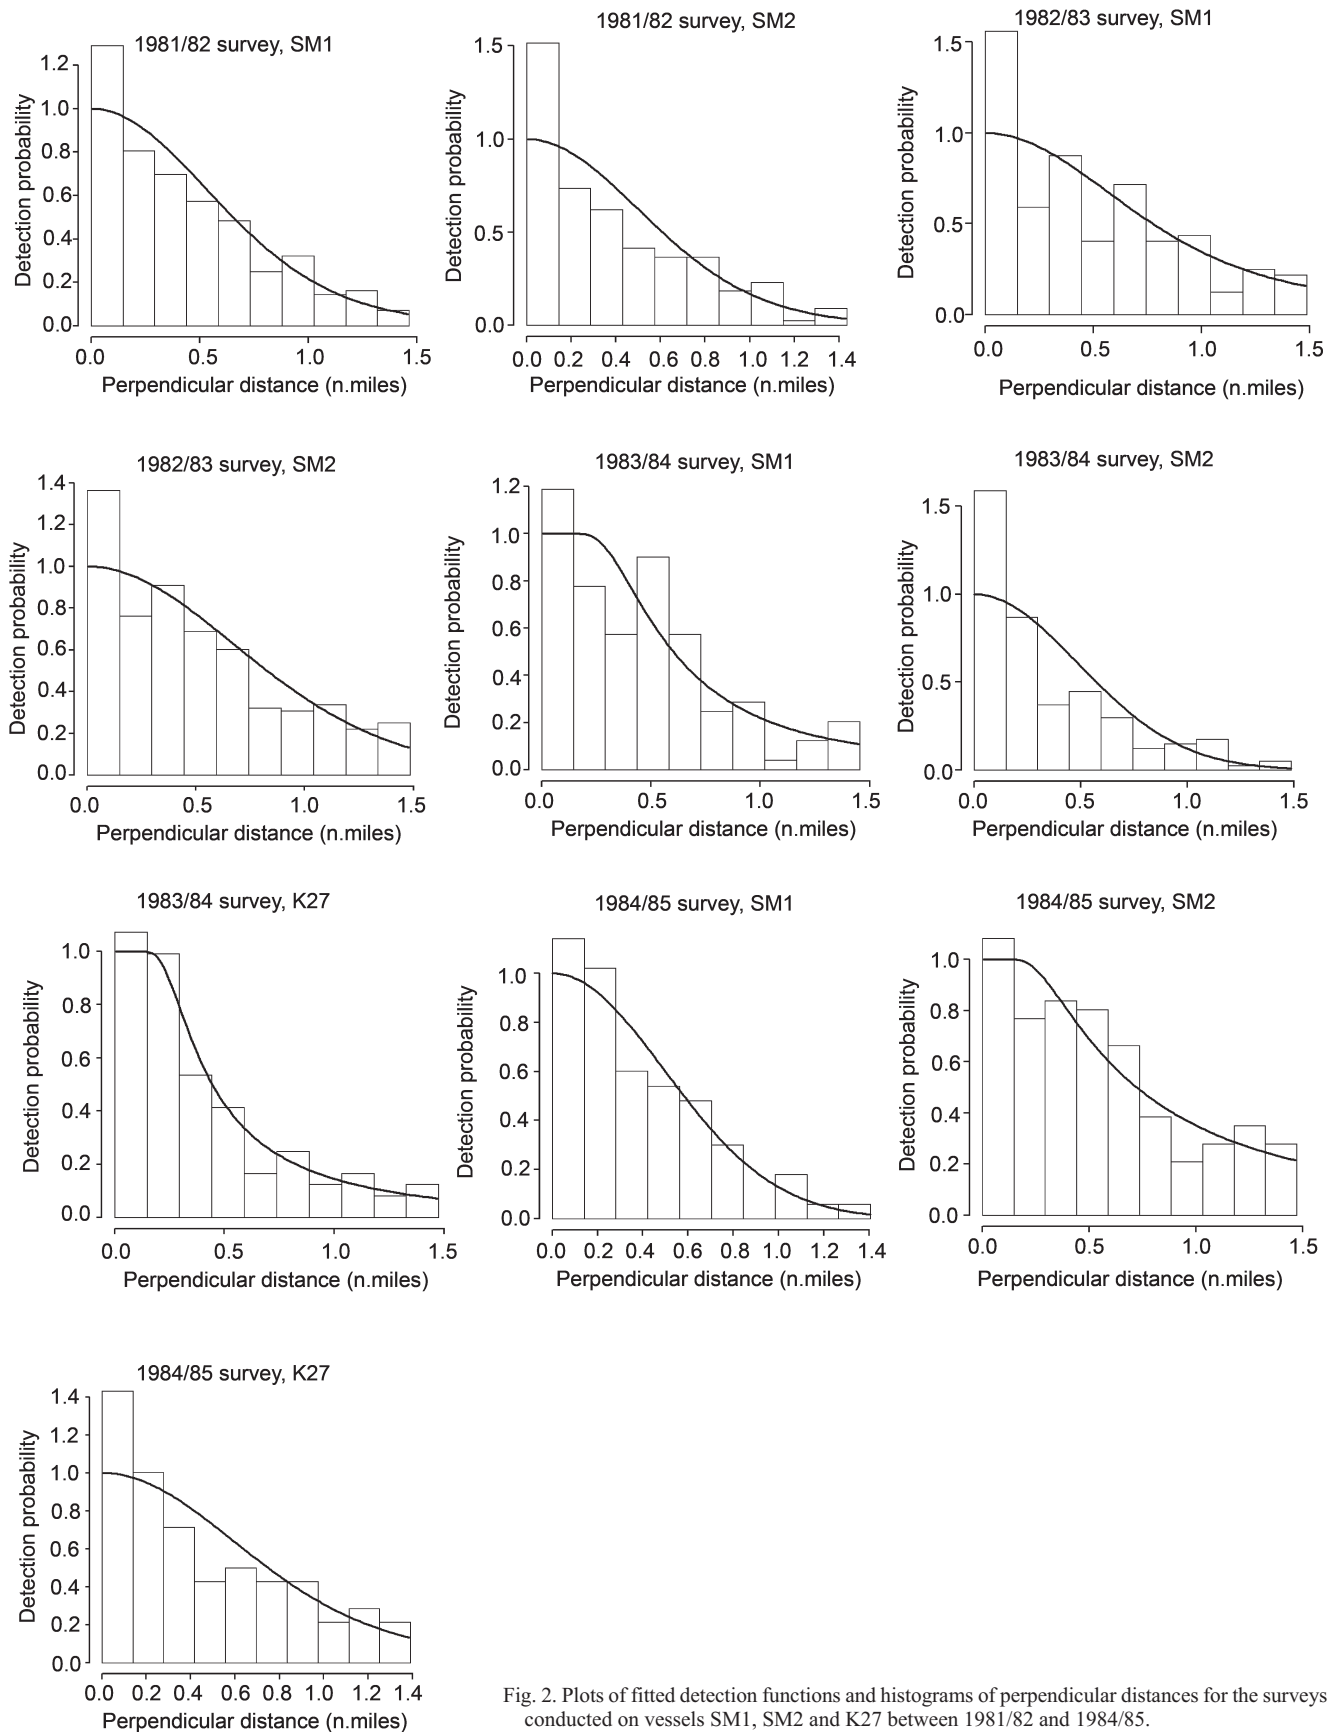 1981/82 survey, SM1
Detection probability
1.2
1.0
0.8
0.6
0.4
0.2
0.0
0.0 0.5 1.0 1.5
Perpendicular distance (n.miles)
1981/82 survey, SM2
Detection probability
1.5
1.0
0.5
0.0
0.0 0.2 0.4 0.6 0.8 1.0 1.2 1.4
Perpendicular distance (n.miles)
1982/83 survey, SM1
Detection probability
1.5
1.0
0.5
0.0
0.0 0.5 1.0 1.5
Perpendicular distance (n.miles)
1982/83 survey, SM2
Detection probability
1.4
1.2
1.0
0.8
0.6
0.4
0.2
0.0
0.0 0.5 1.0 1.5
Perpendicular distance (n.miles)
1983/84 survey, SM1
Detection probability
1.2
1.0
0.8
0.6
0.4
0.2
0.0
0.0 0.5 1.0 1.5
Perpendicular distance (n.miles)
1983/84 survey, SM2
Detection probability
1.5
1.0
0.5
0.0
0.0 0.5 1.0 1.5
Perpendicular distance (n.miles)
1983/84 survey, K27
Detection probability
1.0
0.8
0.6
0.4
0.2
0.0
0.0 0.5 1.0 1.5
Perpendicular distance (n.miles)
1984/85 survey, SM1
Detection probability
1.0
0.8
0.6
0.4
0.2
0.0
0.0 0.2 0.4 0.6 0.8 1.0 1.2 1.4
Perpendicular distance (n.miles)
1984/85 survey, SM2
Detection probability
1.0
0.8
0.6
0.4
0.2
0.0
0.0 0.5 1.0 1.5
Perpendicular distance (n.miles)
1984/85 survey, K27
Detection probability
1.4
1.2
1.0
0.8
0.6
0.4
0.2
0.0
0.0 0.2 0.4 0.6 0.8 1.0 1.2 1.4
Perpendicular distance (n.miles)
Fig. 2. Plots of fitted detection functions and histograms of perpendicular distances for the surveys
conducted on vessels SM1, SM2 and K27 between 1981/82 and 1984/85.